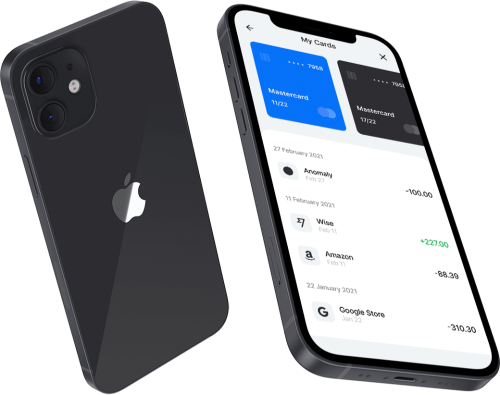 My Cards
•••• 7958
•••• 7958
Mastercard
11/22
Mastercard
17/22
27 February 2021
Anomaly
Feb 27
-100.00
11 February 2021
Wise
Feb 11
+227.00
Amazon
Feb 11
-88.39
22 January 2021
Google Store
Jan 22
-310.30